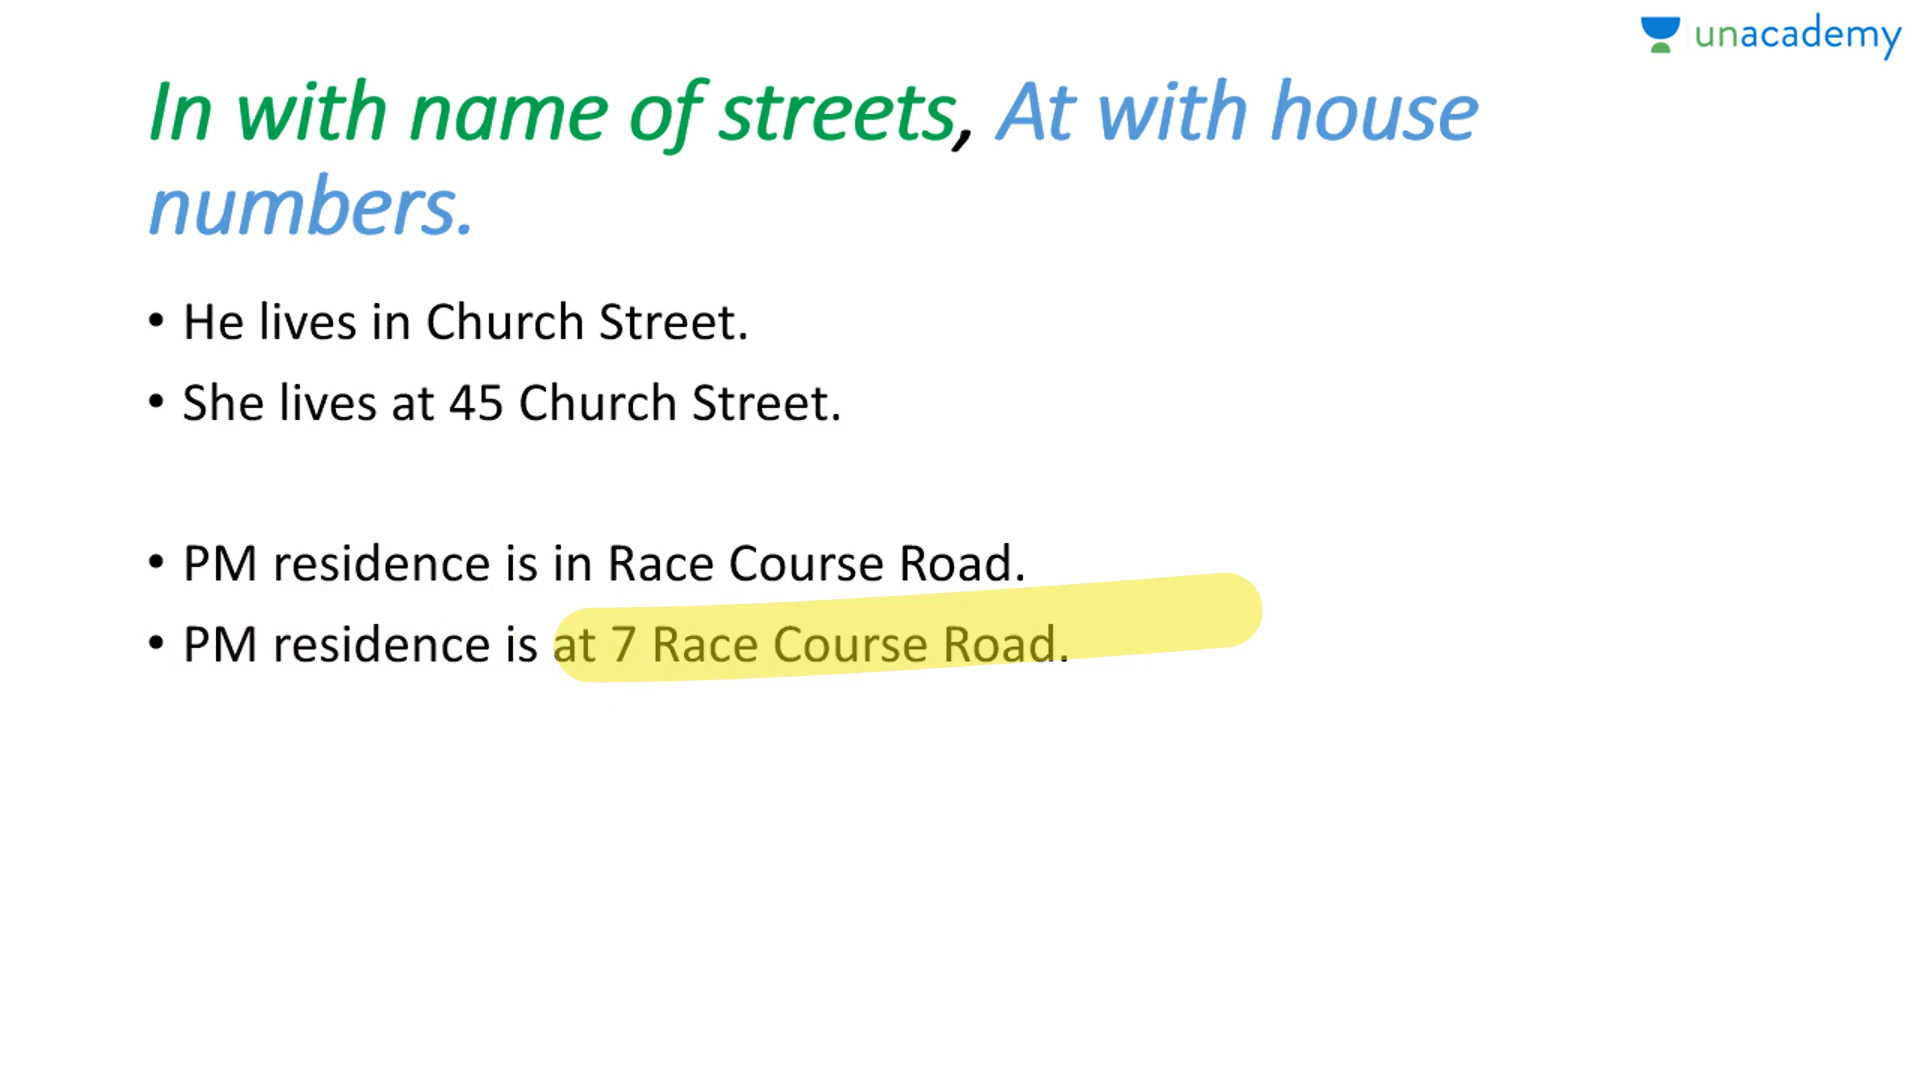 unacademy
In with name of streets, At with house
numbers.
• He lives in Church Street.
• She lives at 45 Church Street.
• PM residence is in Race Course Road.
• PM residence is at 7 Race Course Road.